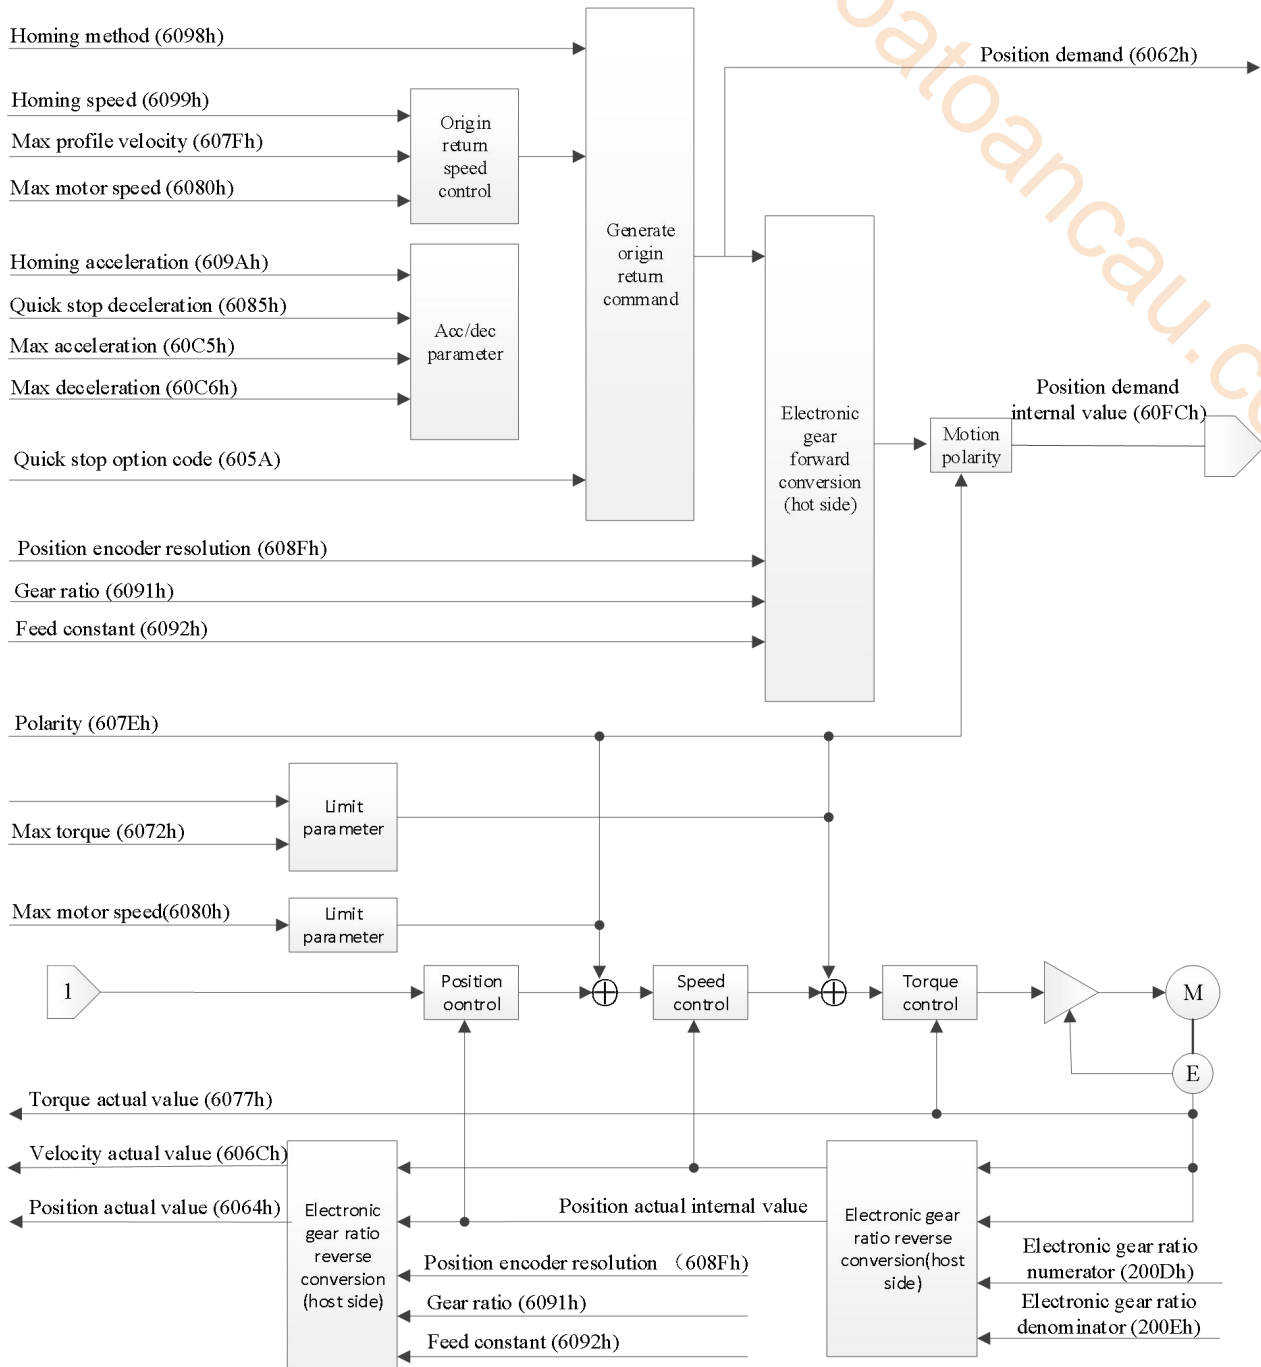 Homing method (6098h)
Position demand (6062h)
Homing speed (6099h)
Max profile velocity (607Fh)
Max motor speed (6080h)
Origin
return
speed
control
Homing acceleration (609Ah)
Quick stop deceleration (6085h)
Max acceleration (60C5h)
Max deceleration (60C6h)
Acc/dec
parameter
Generate
origin
return
command
Quick stop option code (605A)
Electronic
gear
forward
conversion
(hot side)
Motion
polarity
Position demand
internal value (60FCh)
Position encoder resolution (608Fh)
Gear ratio (6091h)
Feed constant (6092h)
Polarity (607Eh)
Limit
parameter
Max torque (6072h)
Max motor speed(6080h)
Limit
parameter
1
Position
oontrol
Speed
control
Torque
control
M
E
Torque actual value (6077h)
Velocity actual value (606Ch)
Position actual value (6064h)
Electronic
gear ratio
reverse
conversion
(host side)
Position actual internal value
Electronic gear
ratio reverse
conversion(host
side)
Position encoder resolution （608Fh)
Gear ratio (6091h)
Feed constant (6092h)
Electronic gear ratio
numerator (200Dh)
Electronic gear ratio
denominator (200Eh)
oatoancau.co